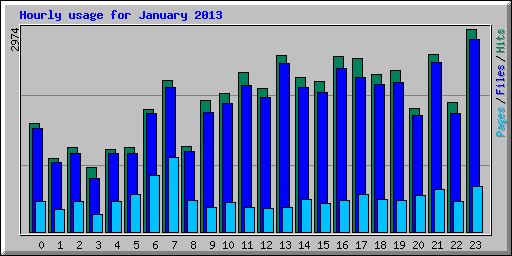 Hourly usage for January 2013
2974
Pages / Files / Hits
0 1 2 3 4 5 6 7 8 9 10 11 12 13 14 15 16 17 18 19 20 21 22 23